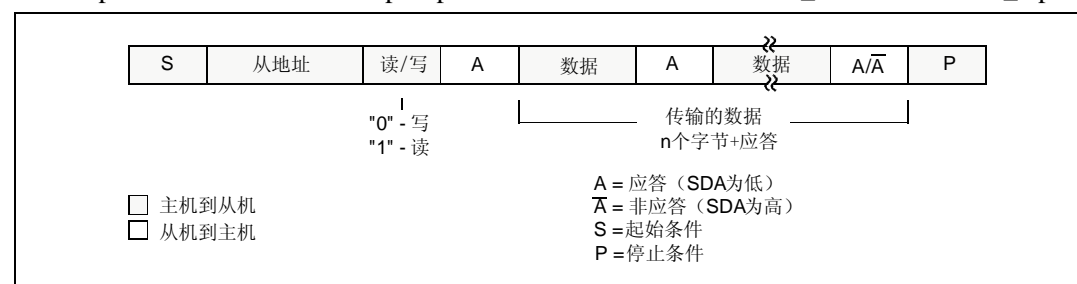 S 从地址 读/写 A 数据 A 数据 A/A̅ P
"0" - 写
"1" - 读
传输的数据
n个字节+应答
A = 应答（SDA为低）
A̅ = 非应答（SDA为高）
S =起始条件
P =停止条件
主机到从机
从机到主机